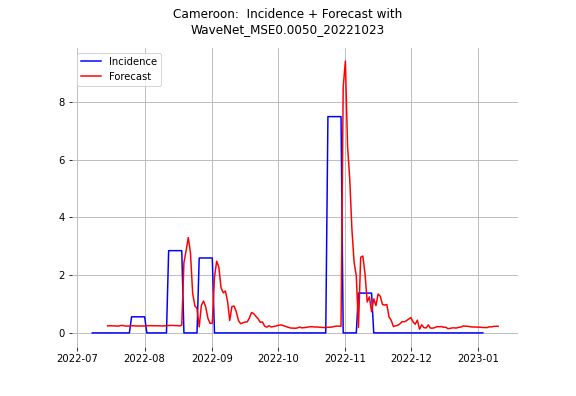 Cameroon:  Incidence + Forecast with
WaveNet_MSE0.0050_20221023
Incidence
Forecast
8
6
4
2
0
2022-07 2022-08 2022-09 2022-10 2022-11 2022-12 2023-01